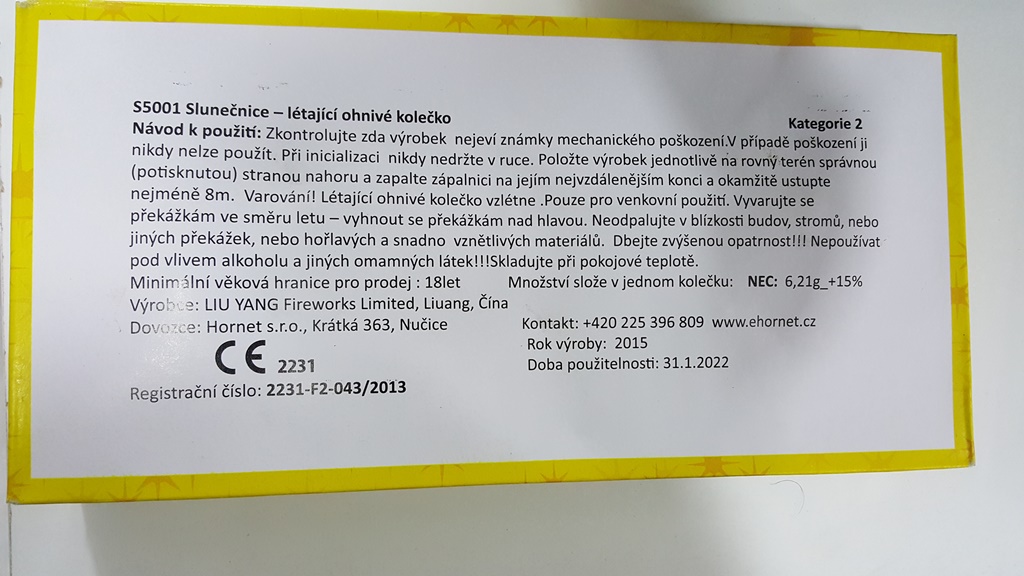 S5001 Slunečnice – létající ohnivé kolečko
Kategorie 2
Návod k použití: Zkontrolujte zda výrobek nejeví známky mechanického poškození.V případě poškození ji
nikdy nelze použít. Při inicializaci nikdy nedržte v ruce. Položte výrobek jednotlivě na rovný terén správnou
(potisknutou) stranou nahoru a zapalte zápalnici na jejím nejvzdálenějším konci a okamžitě ustupte
nejméně 8m. Varování! Létající ohnivé kolečko vzlétne .Pouze pro venkovní použití. Vyvarujte se
překážkám ve směru letu – vyhnout se překážkám nad hlavou. Neodpalujte v blízkosti budov, stromů, nebo
jiných překážek, nebo hořlavých a snadno vznětlivých materiálů. Dbejte zvýšenou opatrnost!!! Nepoužívat
pod vlivem alkoholu a jiných omamných látek!!!Skladujte při pokojové teplotě.
Minimální věková hranice pro prodej : 18let
Množství slože v jednom kolečku: NEC: 6,21g_+15%
Výrobce: LIU YANG Fireworks Limited, Liuang, Čína
Dovozce: Hornet s.r.o., Krátká 363, Nučice
Kontakt: +420 225 396 809 www.ehornet.cz
Rok výroby: 2015
CE 2231
Doba použitelnosti: 31.1.2022
Registrační číslo: 2231-F2-043/2013